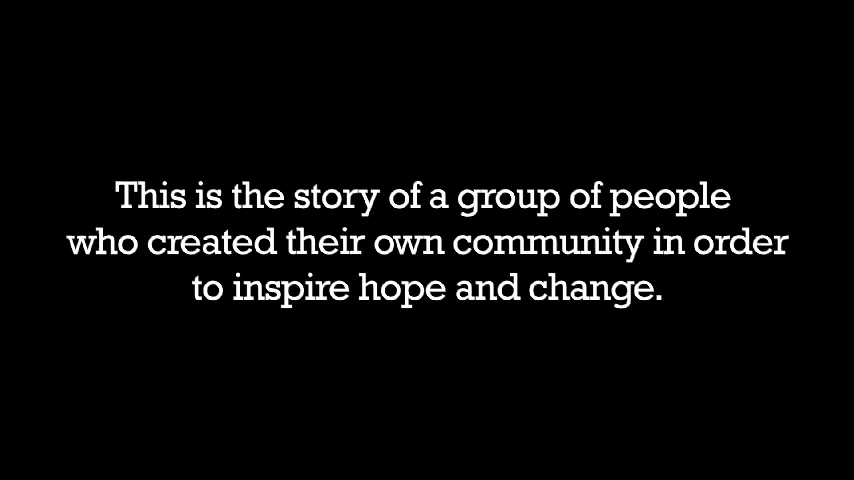 This is the story of a group of people
who created their own community in order
to inspire hope and change.